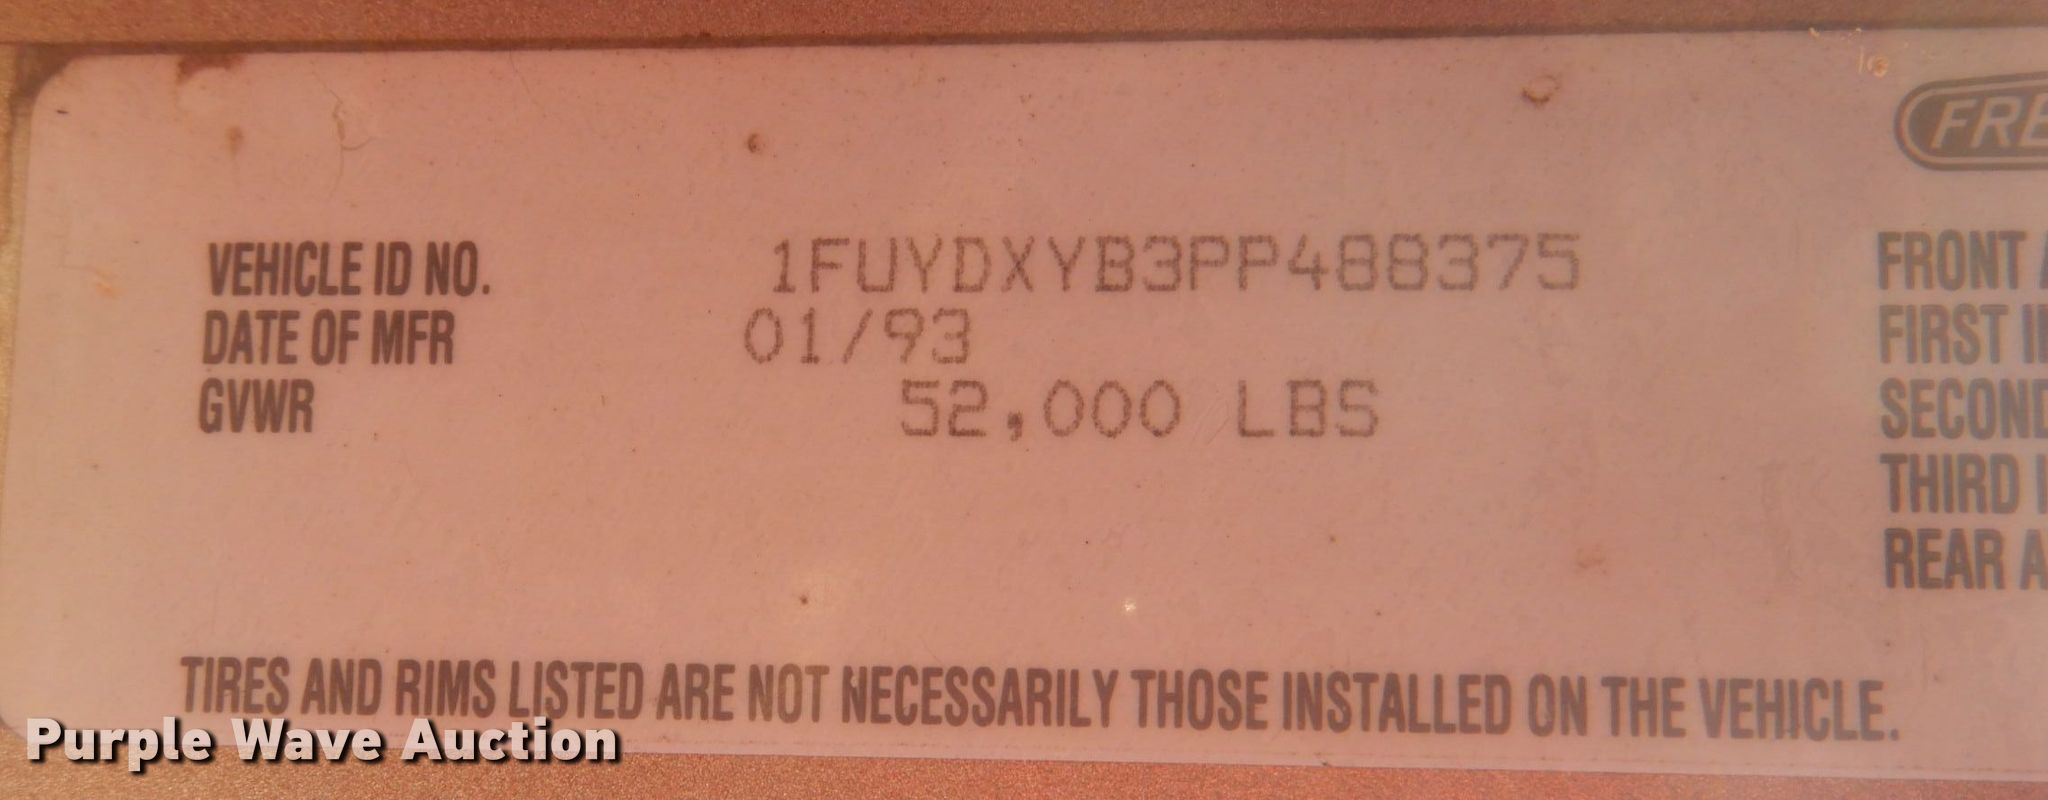 FRE
VEHICLE ID NO. 1FUYDXYB3PP488375
DATE OF MFR 01/93
GVWR 52,000 LBS
FRONT A
FIRST I
SECOND
THIRD I
REAR A
TIRES AND RIMS LISTED ARE NOT NECESSARILY THOSE INSTALLED ON THE VEHICLE.
Purple Wave Auction